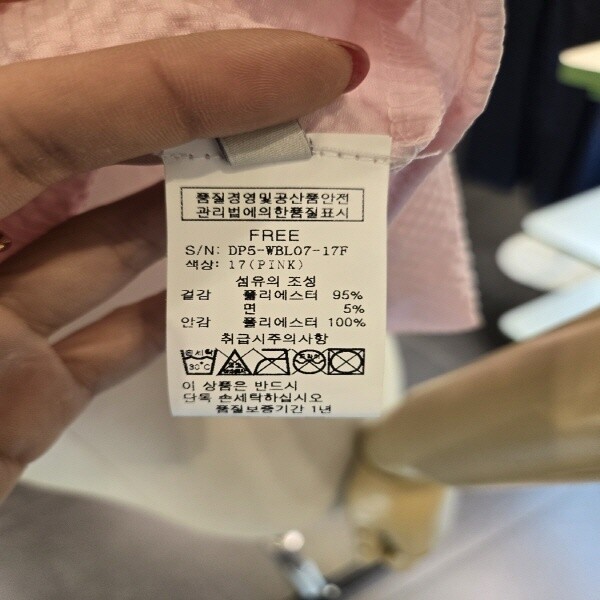 품질경영및공산품안전
관리법에의한품질표시
FREE
S/N: DP5-WBL07-17F
색상: 17(PINK)
섬유의 조성
겉감 폴리에스터 95%
면 5%
안감 폴리에스터 100%
취급시주의사항
30°C
이 상품은 반드시
단독 손세탁하십시오
품질보증기간 1년